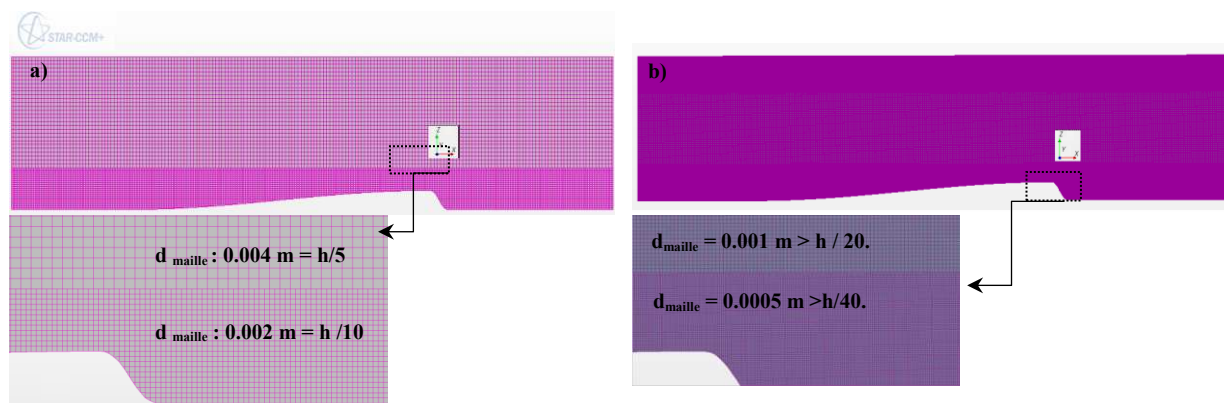 STAR-CCM+
a)
b)
d maille : 0.004 m = h/5
d maille : 0.002 m = h /10
dmaille = 0.001 m > h / 20.
dmaille = 0.0005 m >h/40.